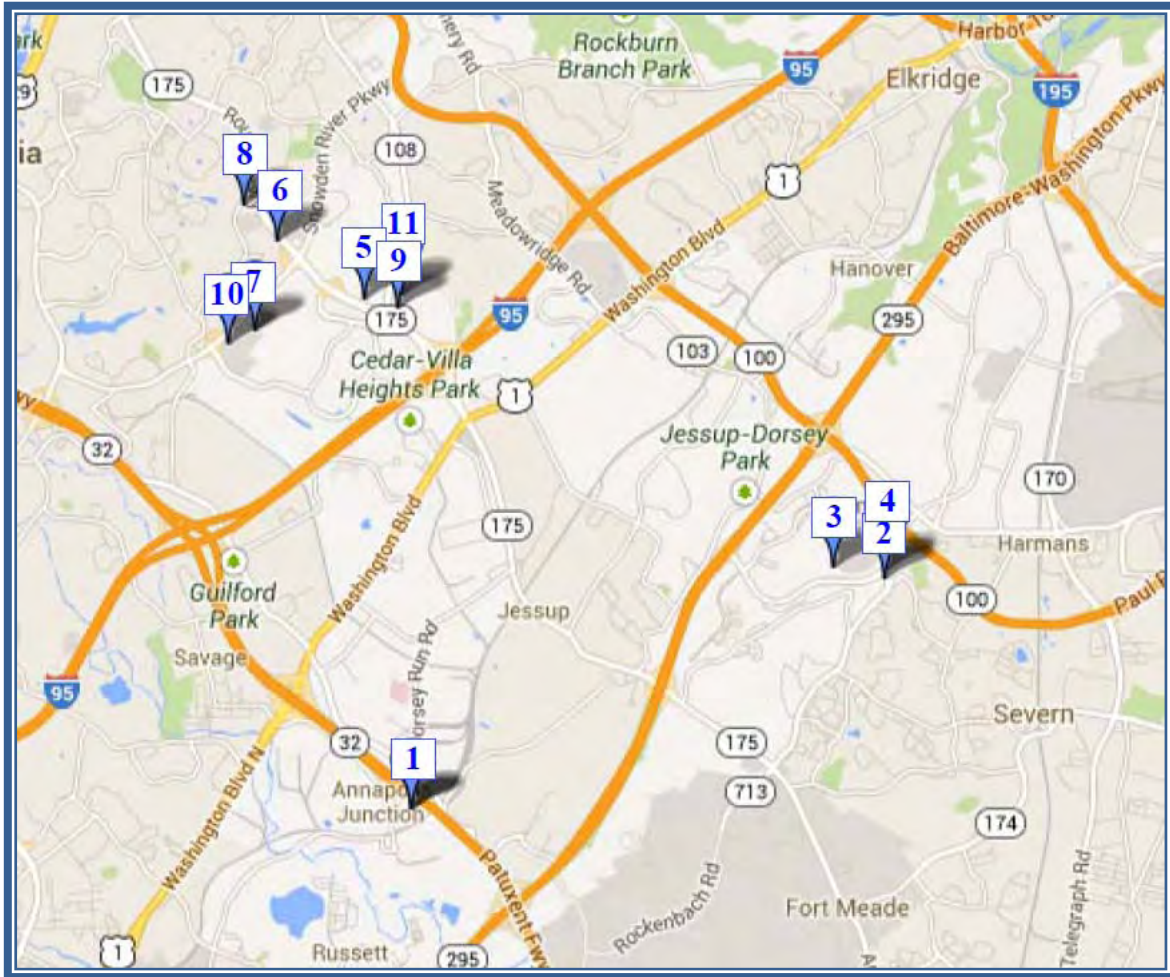 Harbor
Rockburn
Branch Park
95
Elkridge
195
175
Snowden River Pkwy
108
ia
8
6
1
Meadowridge Rd
Baltimore-Washington Pkwy
11
5
9
Washington Blvd
Hanover
7
10
175
95
295
Cedar-Villa
Heights Park
103
100
1
32
Jessup-Dorsey
Park
170
175
4
3
2
Harmans
Washington Blvd
Guilford
Park
Jessup
100
Savage
95
Severn
32
175
1
713
Annapolis
Junction
174
Washington Blvd N
Patuxent Fwy
Rockenbach Rd
Fort Meade
Telegraph Rd
1
Russett
295